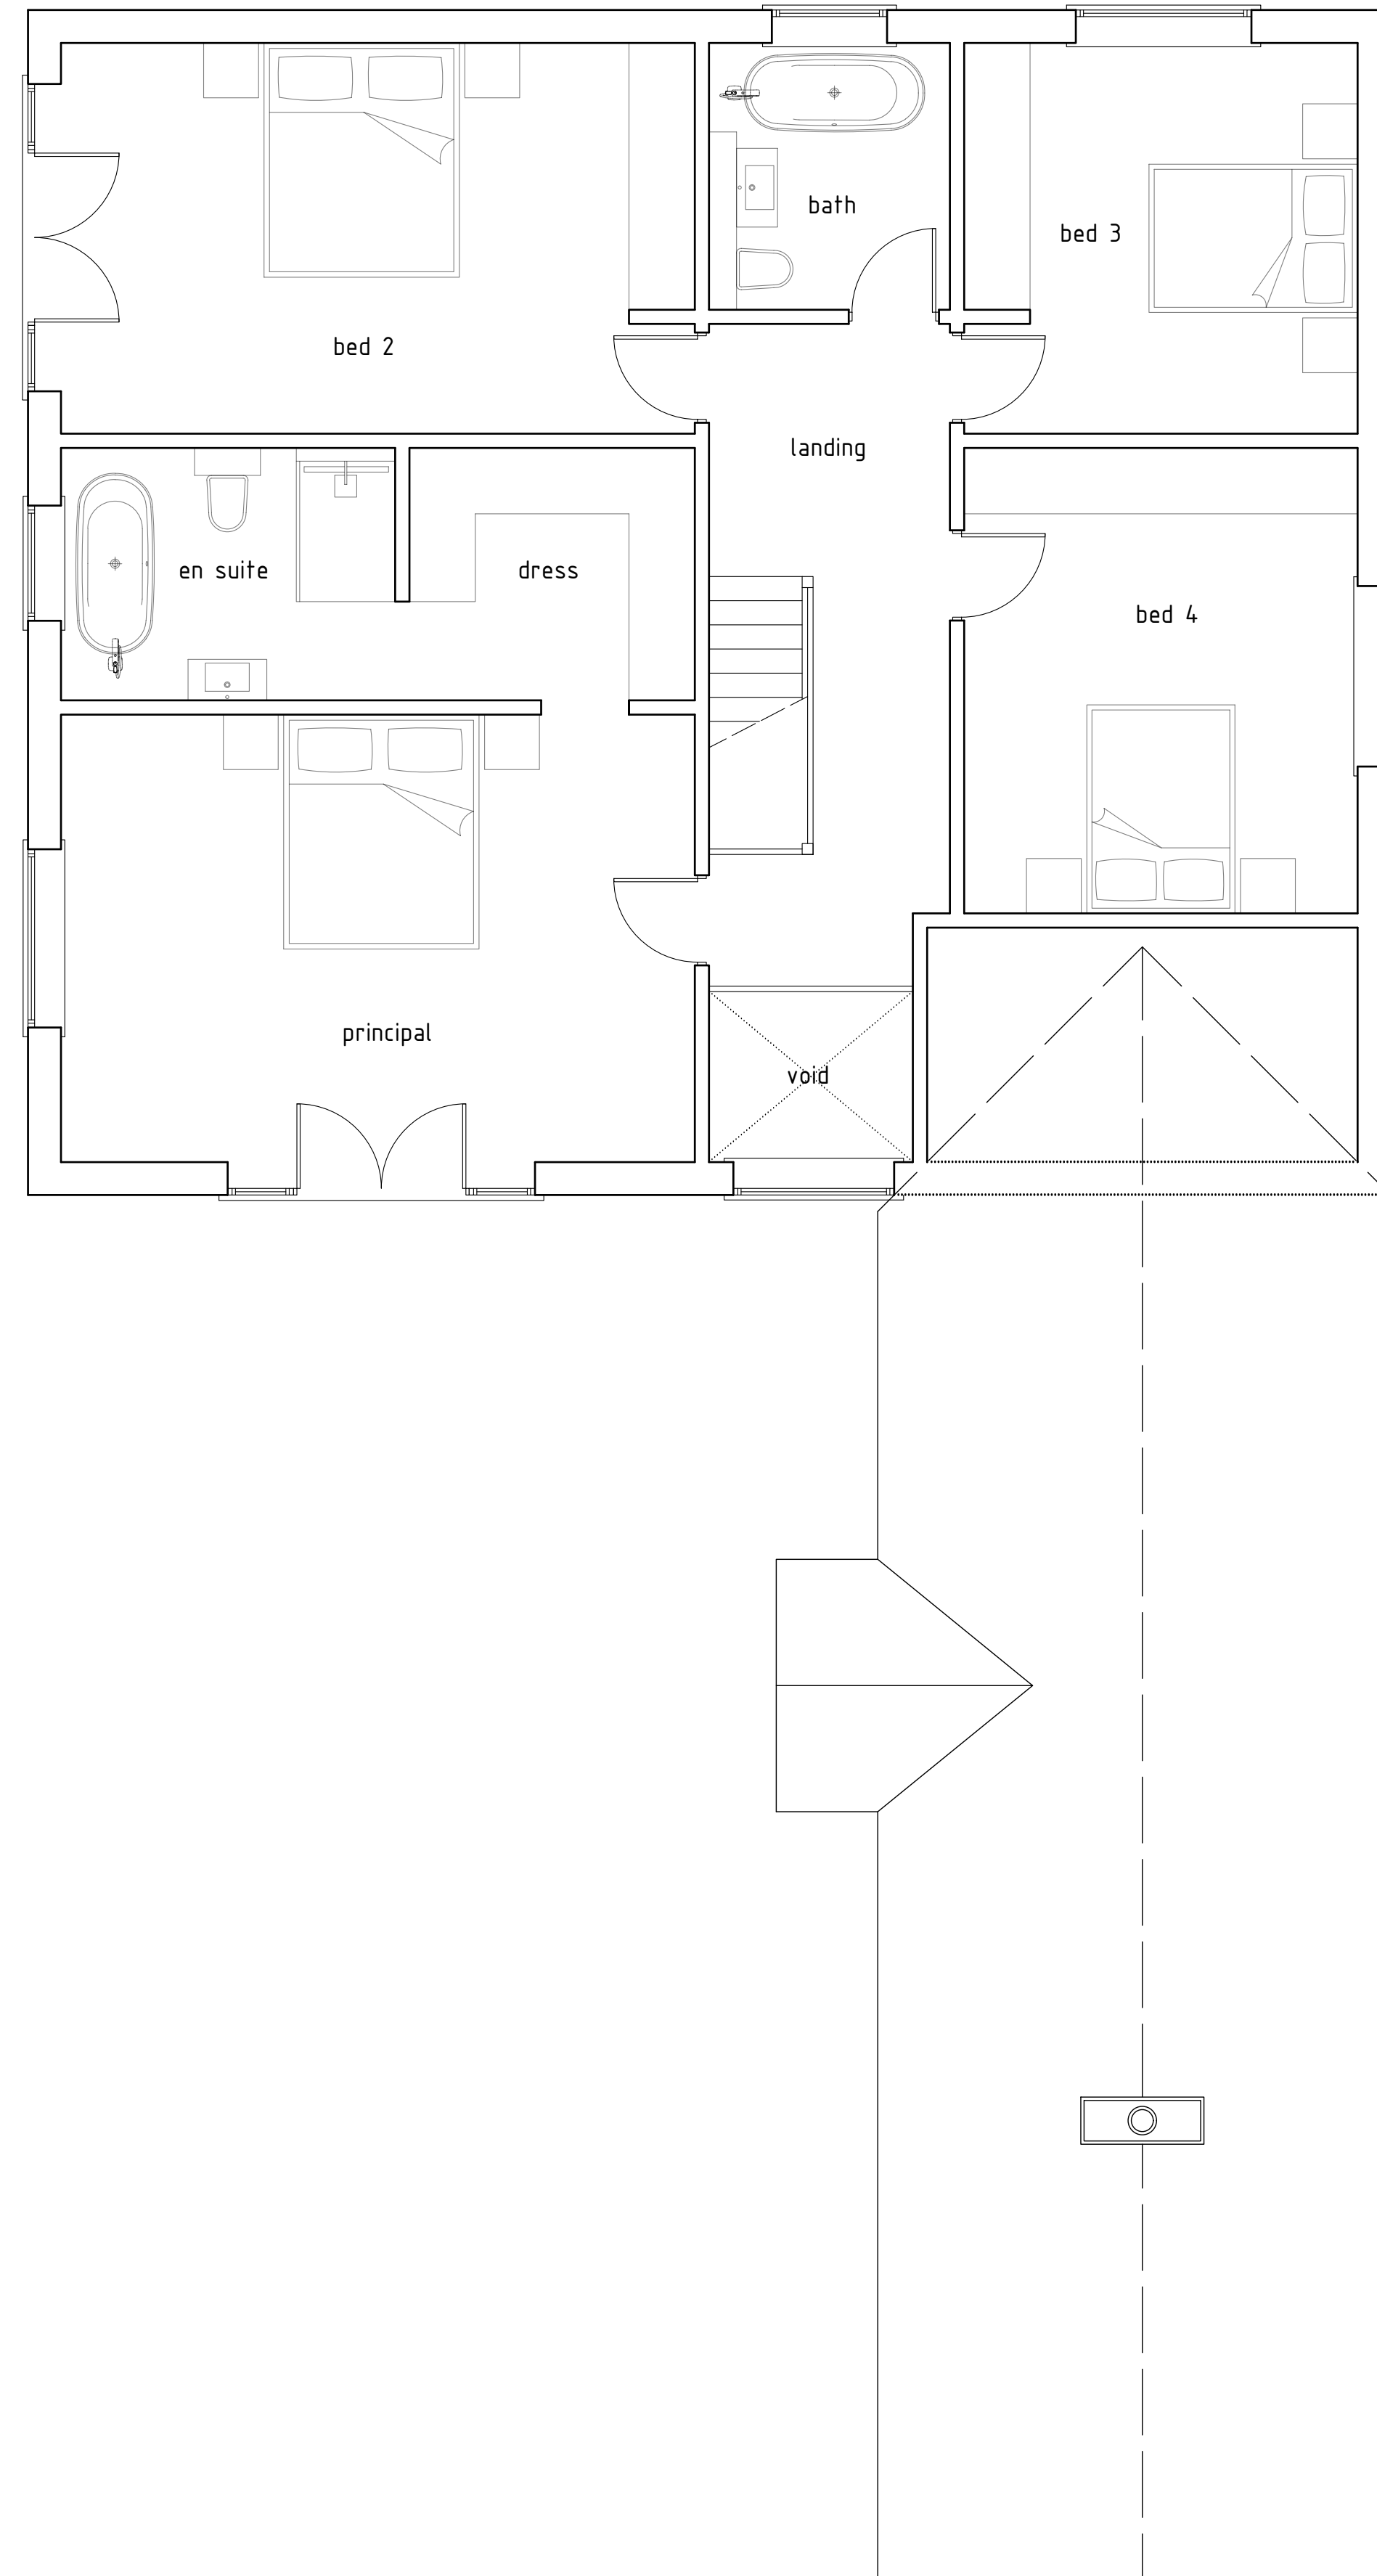 bath
bed 3
bed 2
landing
en suite
dress
bed 4
principal
void